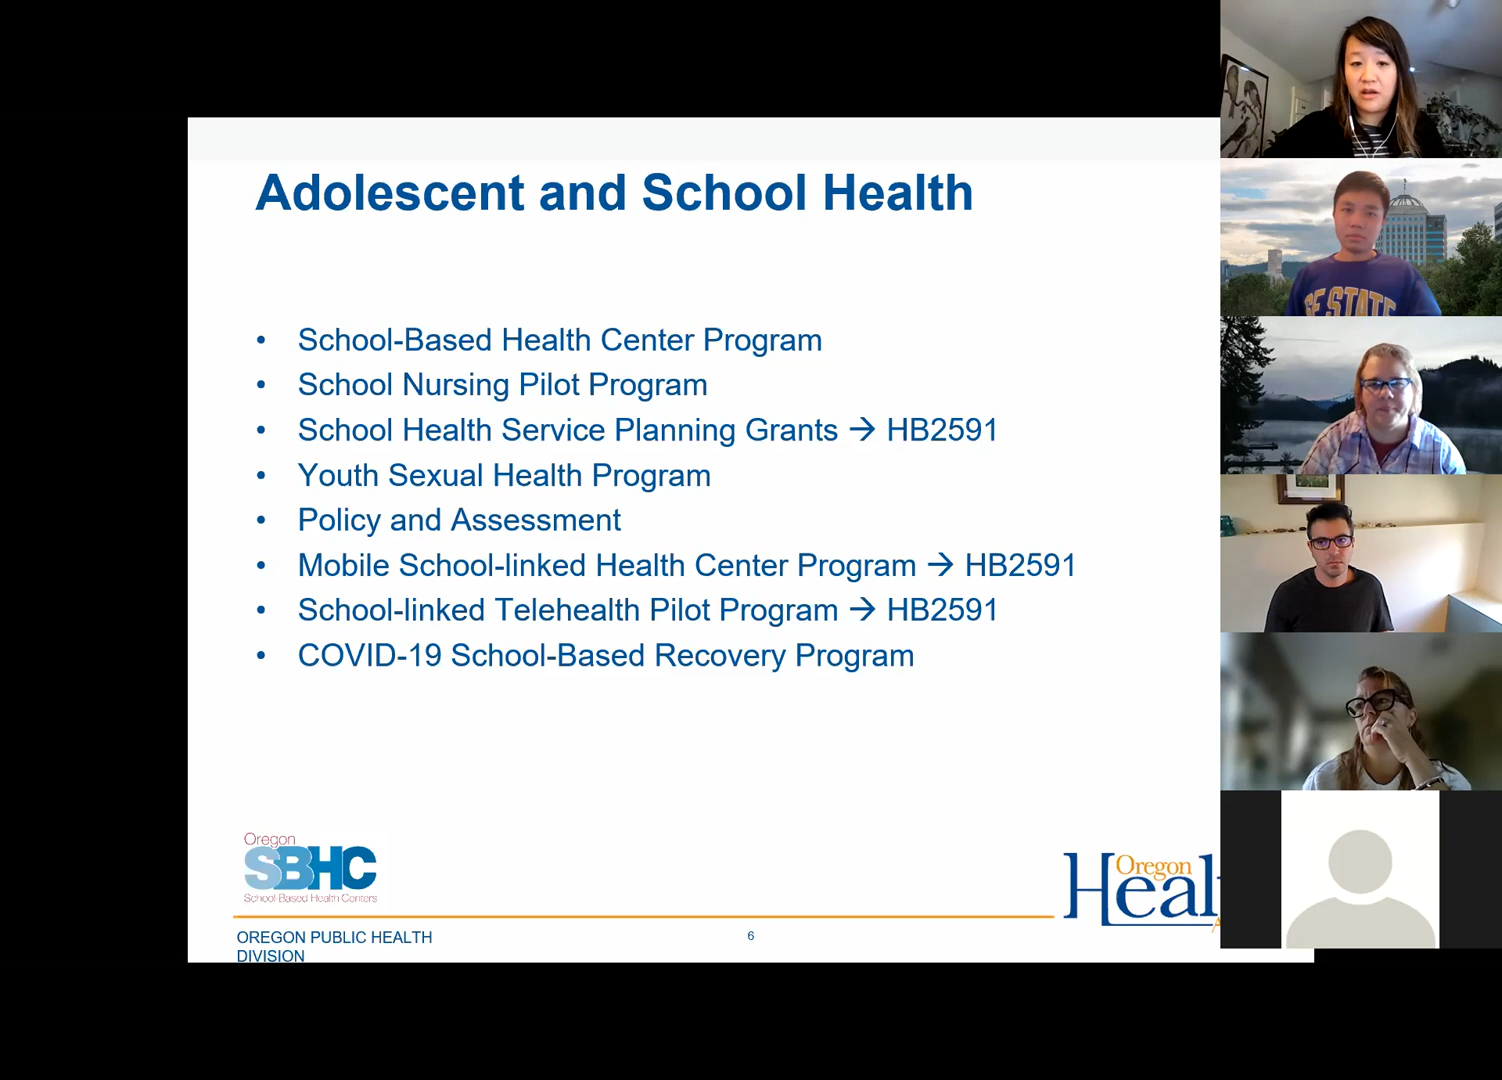 Adolescent and School Health
• School-Based Health Center Program
• School Nursing Pilot Program
• School Health Service Planning Grants → HB2591
• Youth Sexual Health Program
• Policy and Assessment
• Mobile School-linked Health Center Program → HB2591
• School-linked Telehealth Pilot Program → HB2591
• COVID-19 School-Based Recovery Program
Oregon
SBHC
School-Based Health Centers
Oregon
Heal
OREGON PUBLIC HEALTH
DIVISION
6
GE STATE